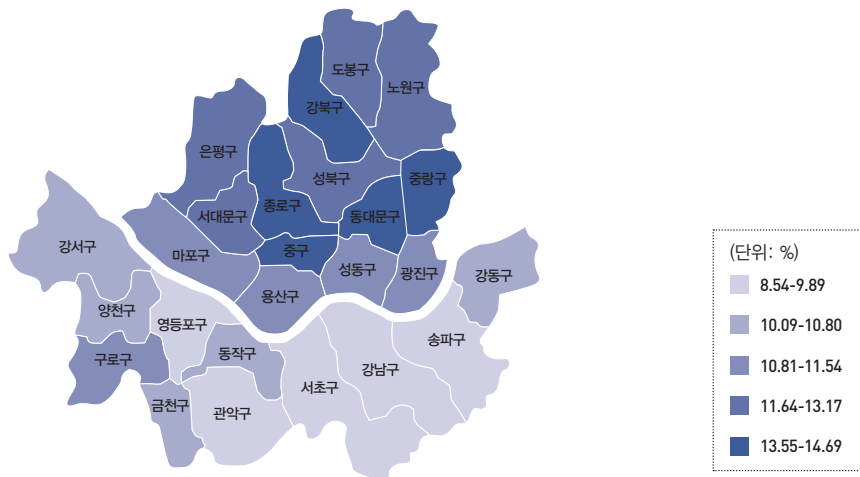 도봉구
노원구
강북구
은평구
성북구
중랑구
종로구
서대문구
동대문구
강서구
마포구
중구
성동구
광진구
강동구
용산구
양천구
영등포구
송파구
구로구
동작구
강남구
서초구
금천구
관악구
(단위: %)
8.54-9.89
10.09-10.80
10.81-11.54
11.64-13.17
13.55-14.69